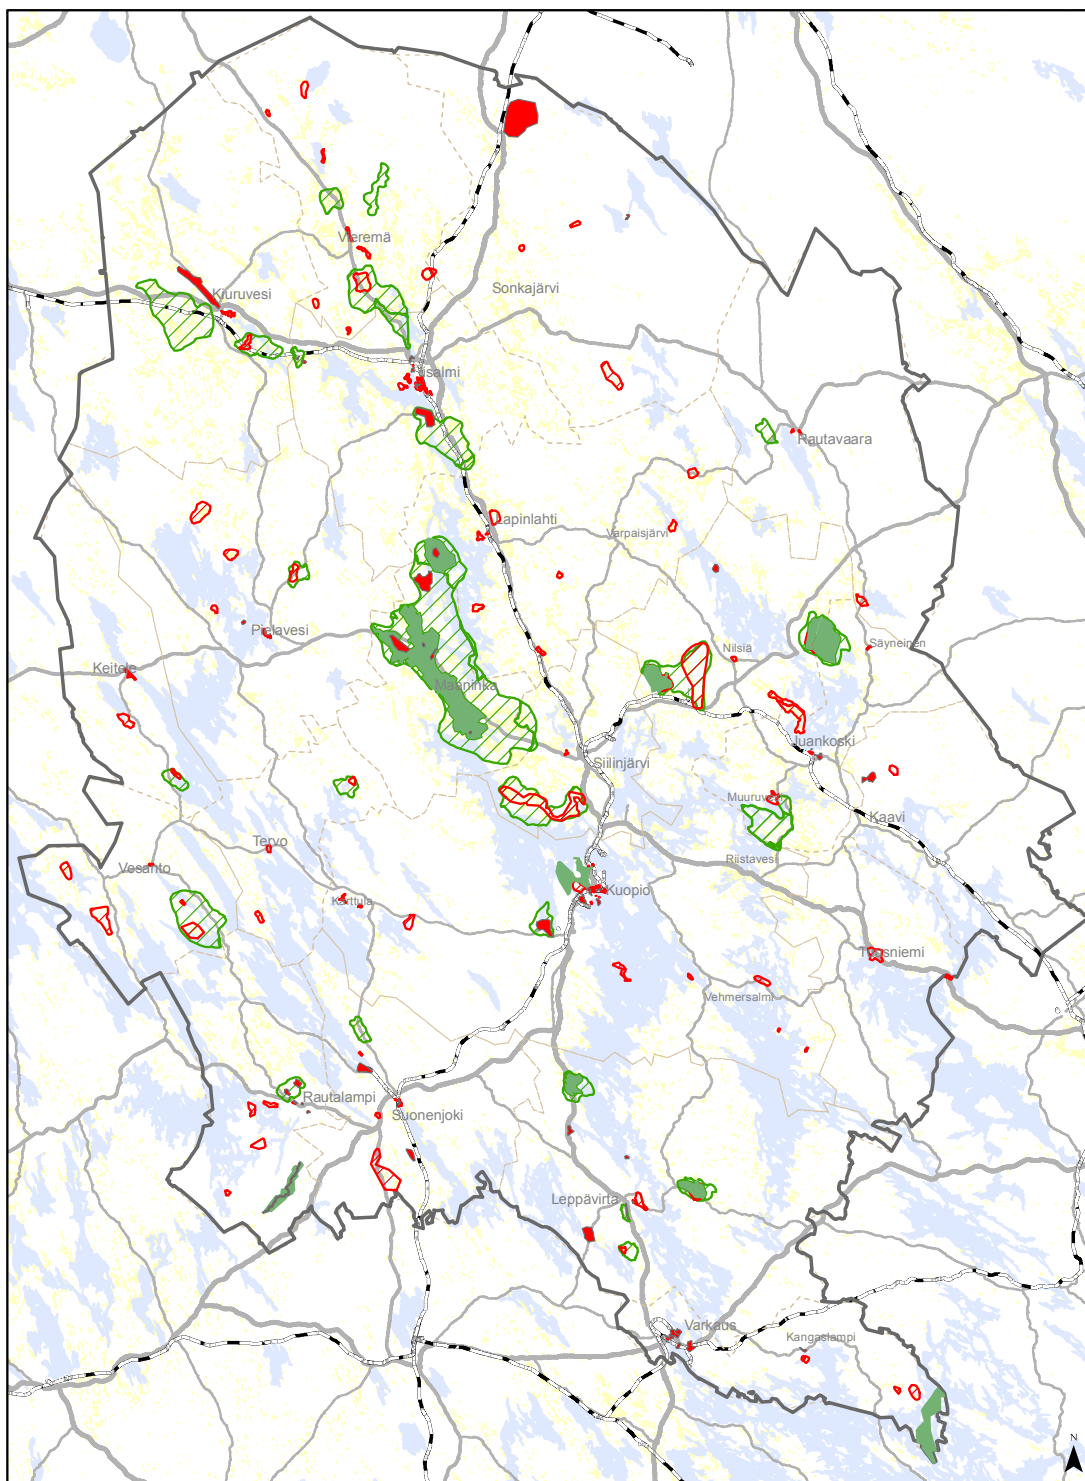 Vieremä
Kiuruvesi
Sonkajärvi
Iisalmi
Rautavaara
Lapinlahti
Varpaisjärvi
Pielavesi
Nilsiä
Säyneinen
Keitele
Maaninka
Juankoski
Siilinjärvi
Muuruvesi
Kaavi
Tervo
Riistavesi
Vesanto
Kuopio
Karttula
Tuusniemi
Vehmersalmi
Rautalampi
Suonenjoki
Leppävirta
Varkaus
Kangaslampi
N